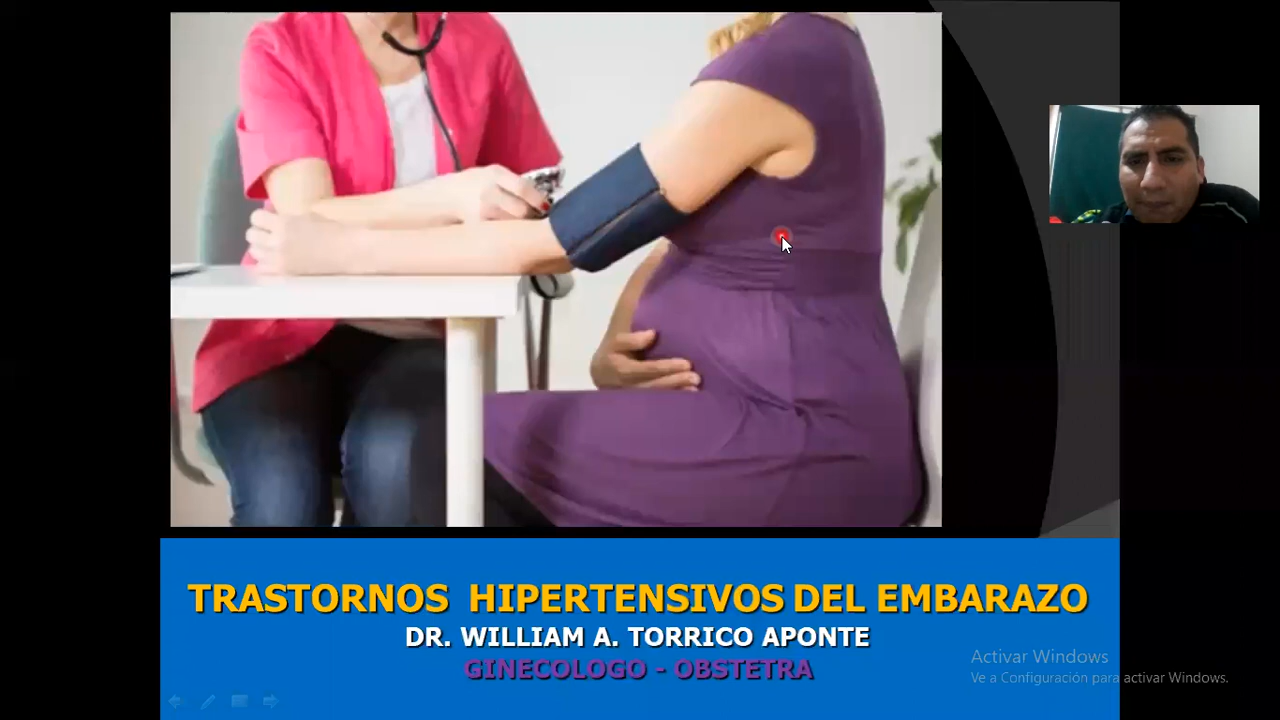 TRASTORNOS HIPERTENSIVOS DEL EMBARAZO
DR. WILLIAM A. TORRICO APONTE
GINECOLOGO - OBSTETRA
Activar Windows
Ve a Configuración para activar Windows.